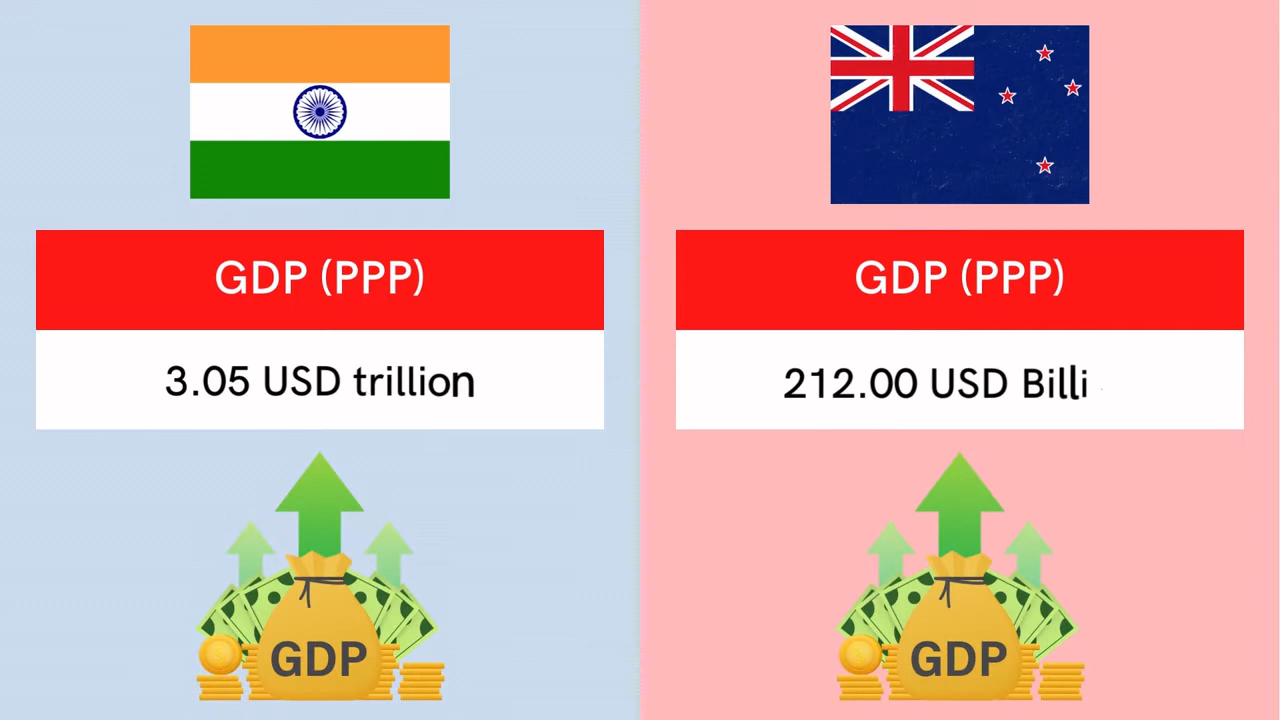 GDP (PPP)
3.05 USD trillion
GDP
GDP (PPP)
212.00 USD Billi
GDP